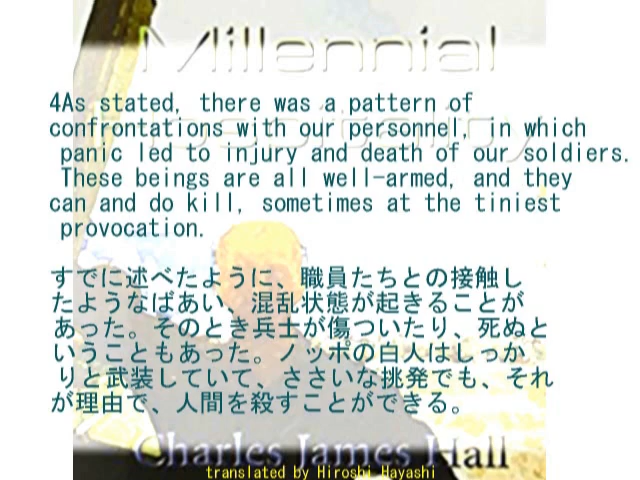 Millennial
Hospitality
4As stated, there was a pattern of
confrontations with our personnel, in which
panic led to injury and death of our soldiers.
These beings are all well-armed, and they
can and do kill, sometimes at the tiniest
provocation.
すでに述べたように、職員たちとの接触し
たようなばあい、混乱状態が起きることが
あった。そのとき兵士が傷ついたり、死ぬと
いうこともあった。ノッポの白人はしっか
りと武装していて、ささいな挑発でも、それ
が理由で、人間を殺すことができる。
Charles James Hall
translated by Hiroshi Hayashi